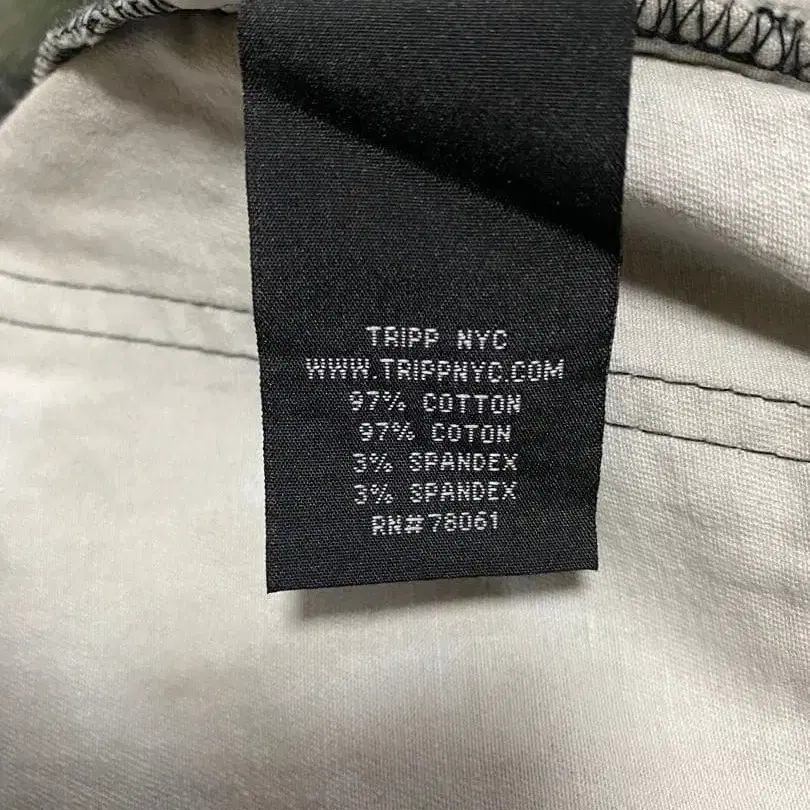 TRIPP NYC
WWW.TRIPPNYC.COM
97% COTTON
97% COTON
3% SPANDEX
3% SPANDEX
RN#78061